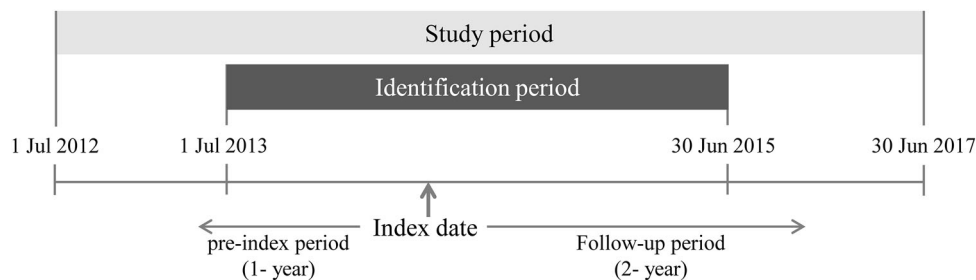 Study period
Identification period
1 Jul 2012 1 Jul 2013 30 Jun 2015 30 Jun 2017
Index date
pre-index period
(1- year)
Follow-up period
(2- year)